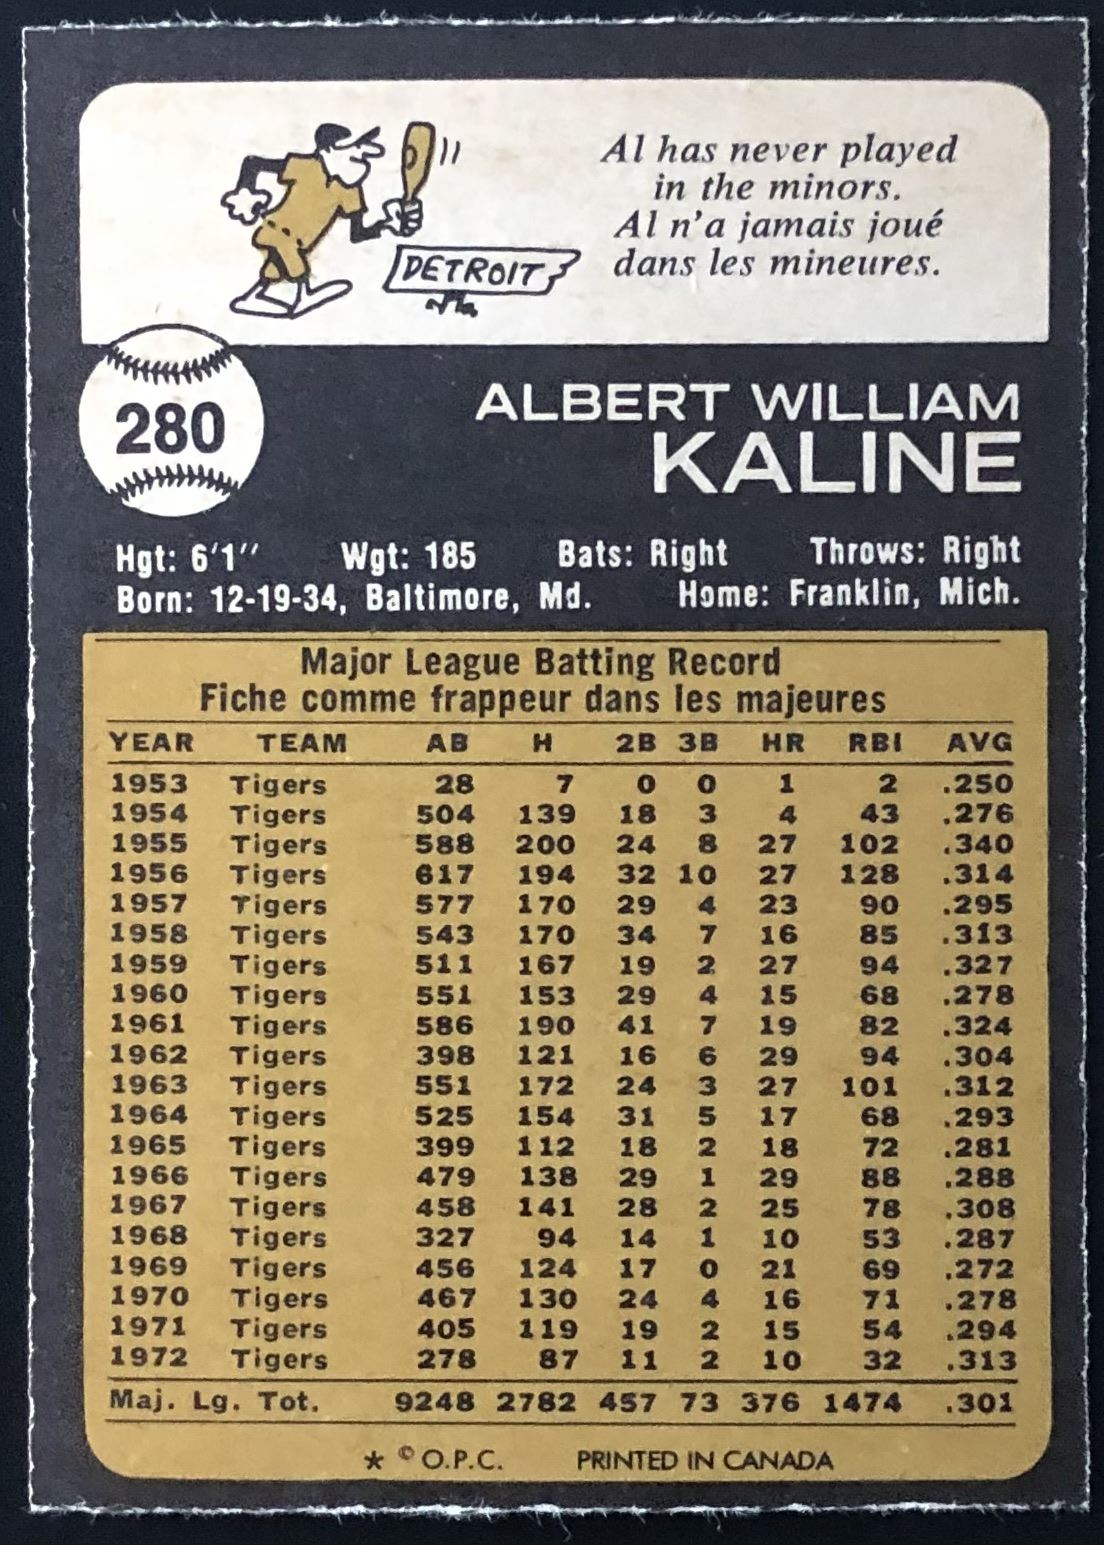 Al has never played
in the minors.
Al n'a jamais joué
dans les mineures.
DETROIT
280
ALBERT WILLIAM
KALINE
Hgt: 6'1'' Wgt: 185 Bats: Right Throws: Right
Born: 12-19-34, Baltimore, Md. Home: Franklin, Mich.
Major League Batting Record
Fiche comme frappeur dans les majeures
YEAR TEAM AB H 2B 3B HR RBI AVG
1953 Tigers 28 7 0 0 1 2 .250
1954 Tigers 504 139 18 3 4 43 .276
1955 Tigers 588 200 24 8 27 102 .340
1956 Tigers 617 194 32 10 27 128 .314
1957 Tigers 577 170 29 4 23 90 .295
1958 Tigers 543 170 34 7 16 85 .313
1959 Tigers 511 167 19 2 27 94 .327
1960 Tigers 551 153 29 4 15 68 .278
1961 Tigers 586 190 41 7 19 82 .324
1962 Tigers 398 121 16 6 29 94 .304
1963 Tigers 551 172 24 3 27 101 .312
1964 Tigers 525 154 31 5 17 68 .293
1965 Tigers 399 112 18 2 18 72 .281
1966 Tigers 479 138 29 1 29 88 .288
1967 Tigers 458 141 28 2 25 78 .308
1968 Tigers 327 94 14 1 10 53 .287
1969 Tigers 456 124 17 0 21 69 .272
1970 Tigers 467 130 24 4 16 71 .278
1971 Tigers 405 119 19 2 15 54 .294
1972 Tigers 278 87 11 2 10 32 .313
Maj. Lg. Tot. 9248 2782 457 73 376 1474 .301
* © O.P.C. PRINTED IN CANADA